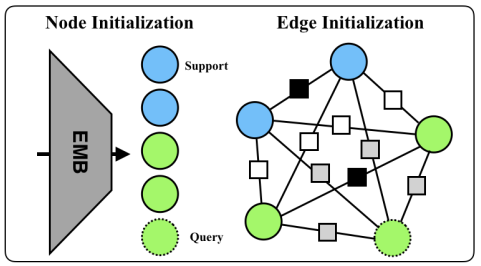 Node Initialization
Edge Initialization
Support
EMB
Query